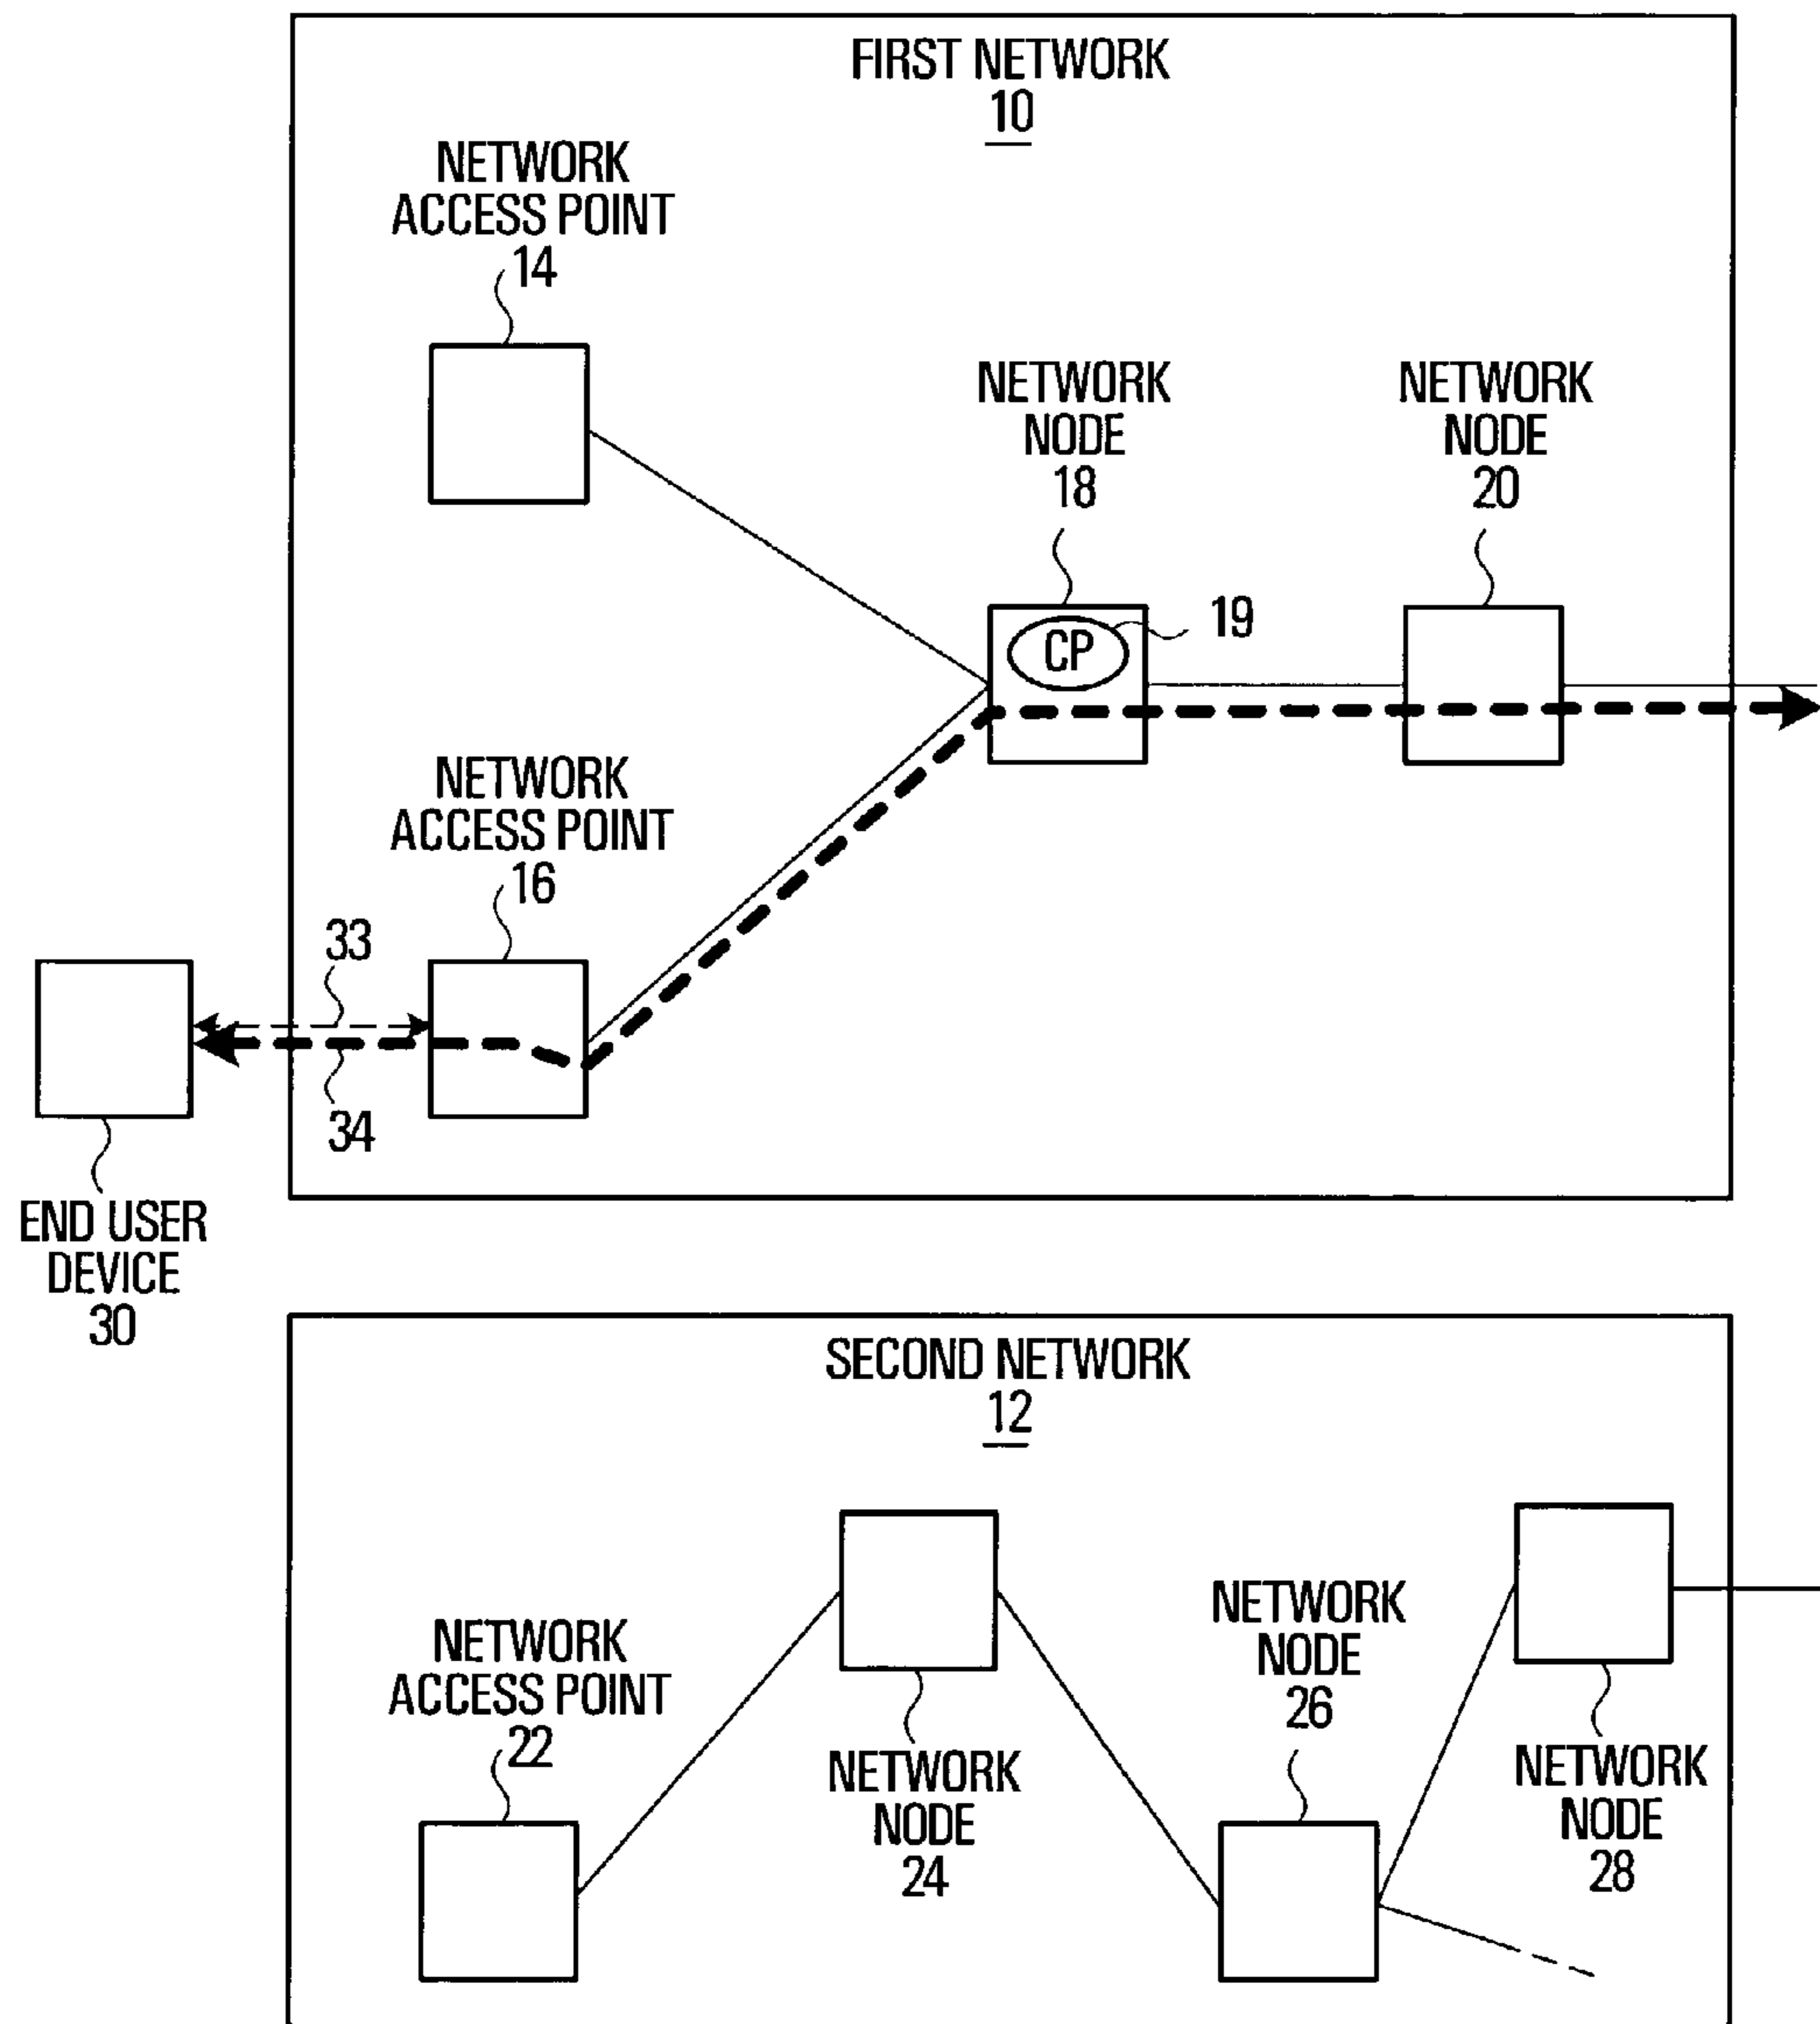 FIRST NETWORK
10
NETWORK
ACCESS POINT
14
NETWORK
NODE
18
NETWORK
NODE
20
CP
19
NETWORK
ACCESS POINT
16
33
34
END USER
DEVICE
30
SECOND NETWORK
12
NETWORK
ACCESS POINT
22
NETWORK
NODE
24
NETWORK
NODE
26
NETWORK
NODE
28